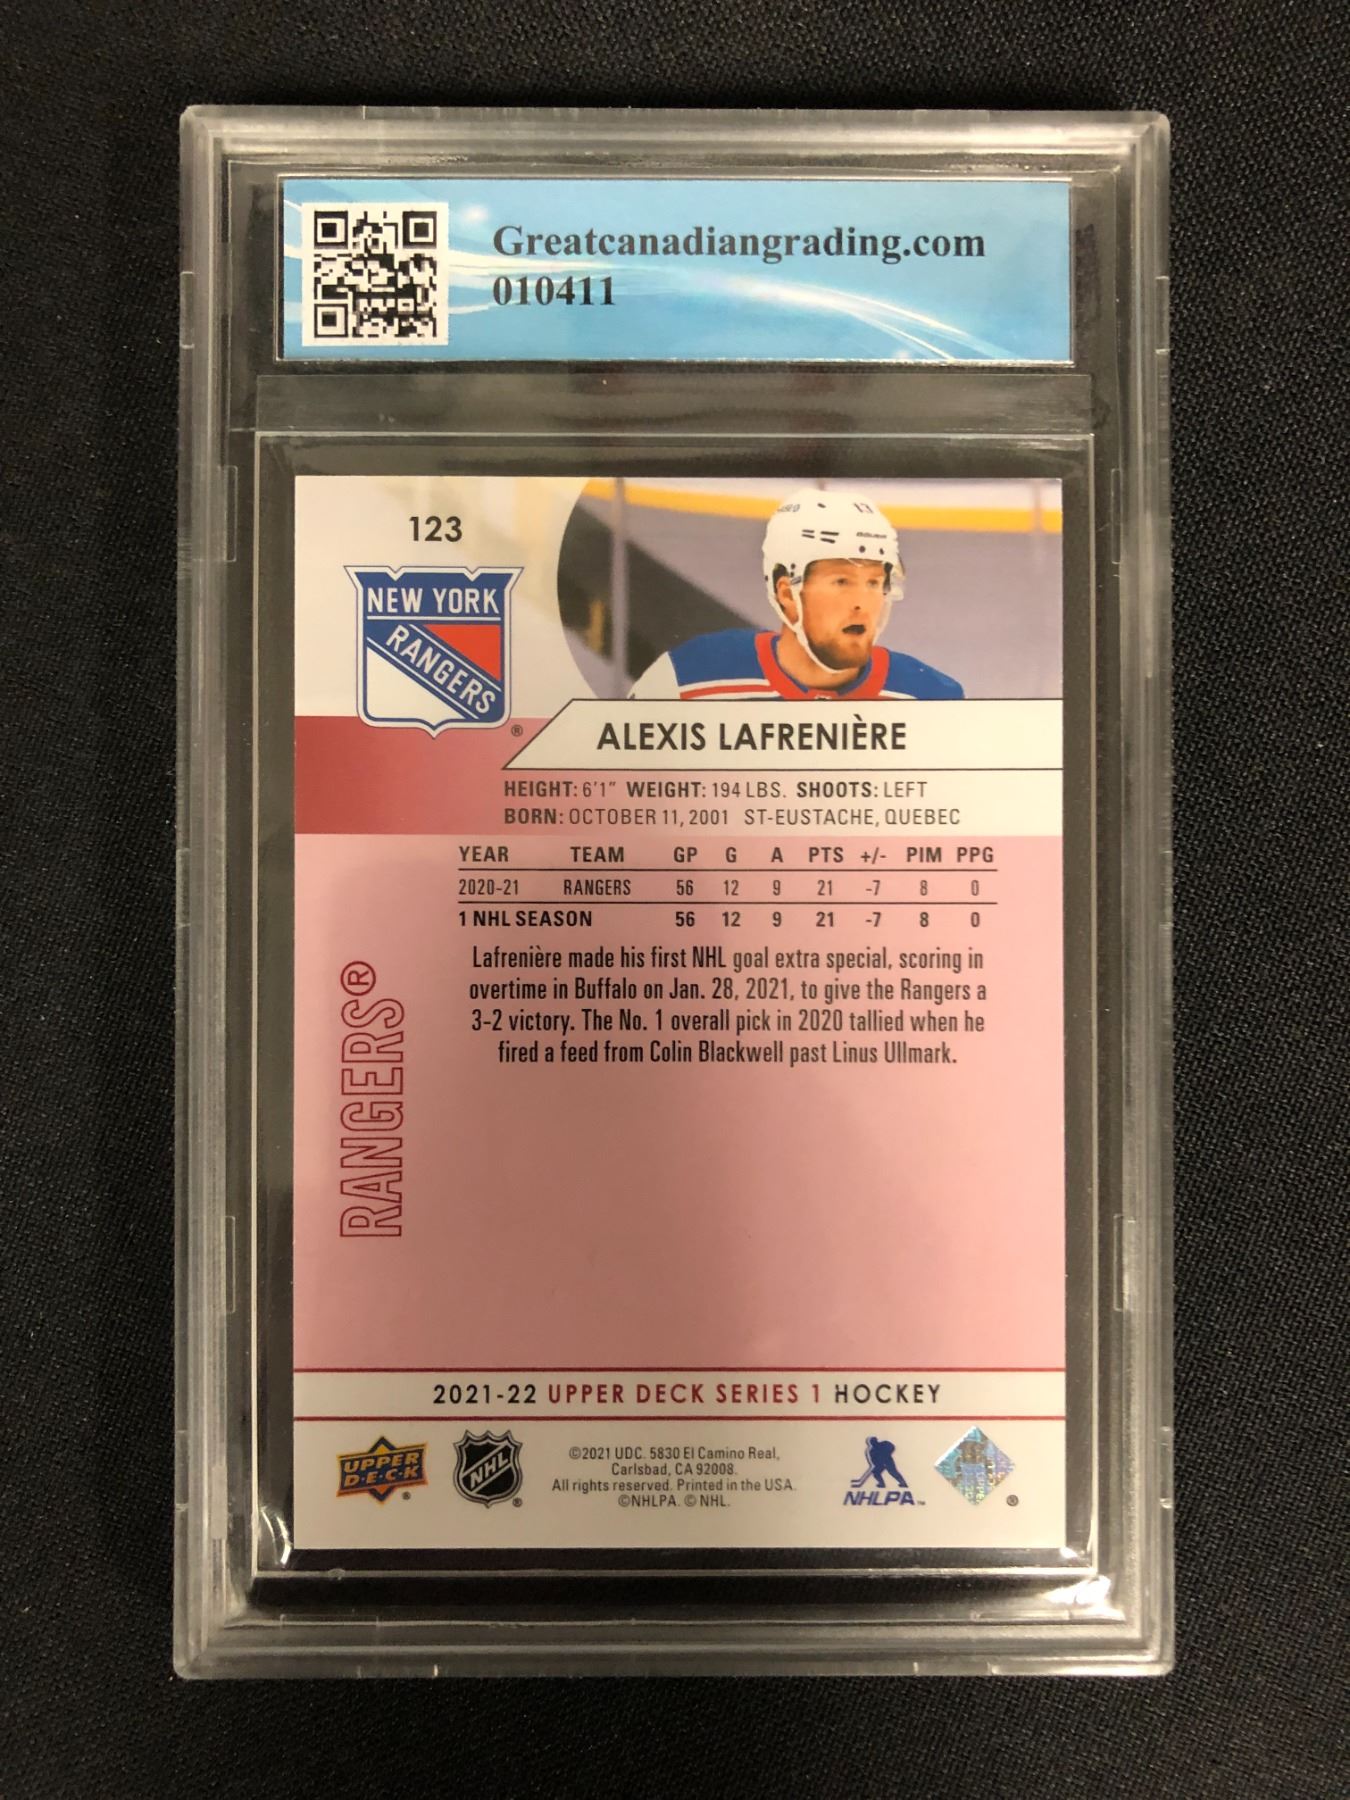 Greatcanadiangrading.com
010411
123
NEW YORK
RANGERS
®
13
BAUER
ALEXIS LAFRENIÈRE
HEIGHT: 6'1" WEIGHT: 194 LBS. SHOOTS: LEFT
BORN: OCTOBER 11, 2001 ST-EUSTACHE, QUEBEC
YEAR TEAM GP G A PTS +/- PIM PPG
2020-21 RANGERS 56 12 9 21 -7 8 0
1 NHL SEASON 56 12 9 21 -7 8 0
Lafrenière made his first NHL goal extra special, scoring in
overtime in Buffalo on Jan. 28, 2021, to give the Rangers a
3-2 victory. The No. 1 overall pick in 2020 tallied when he
fired a feed from Colin Blackwell past Linus Ullmark.
RANGERS®
2021-22 UPPER DECK SERIES 1 HOCKEY
UPPER
D·E·C·K
®
NHL
®
©2021 UDC. 5830 El Camino Real,
Carlsbad, CA 92008.
All rights reserved. Printed in the USA.
©NHLPA. © NHL.
NHLPA™
®